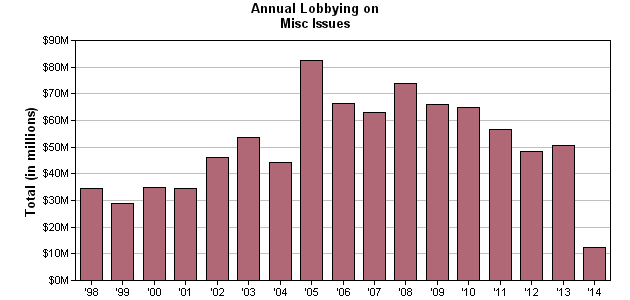 Annual Lobbying on
Misc Issues
Total (in millions)
$90M
$80M
$70M
$60M
$50M
$40M
$30M
$20M
$10M
$0M
'98 '99 '00 '01 '02 '03 '04 '05 '06 '07 '08 '09 '10 '11 '12 '13 '14